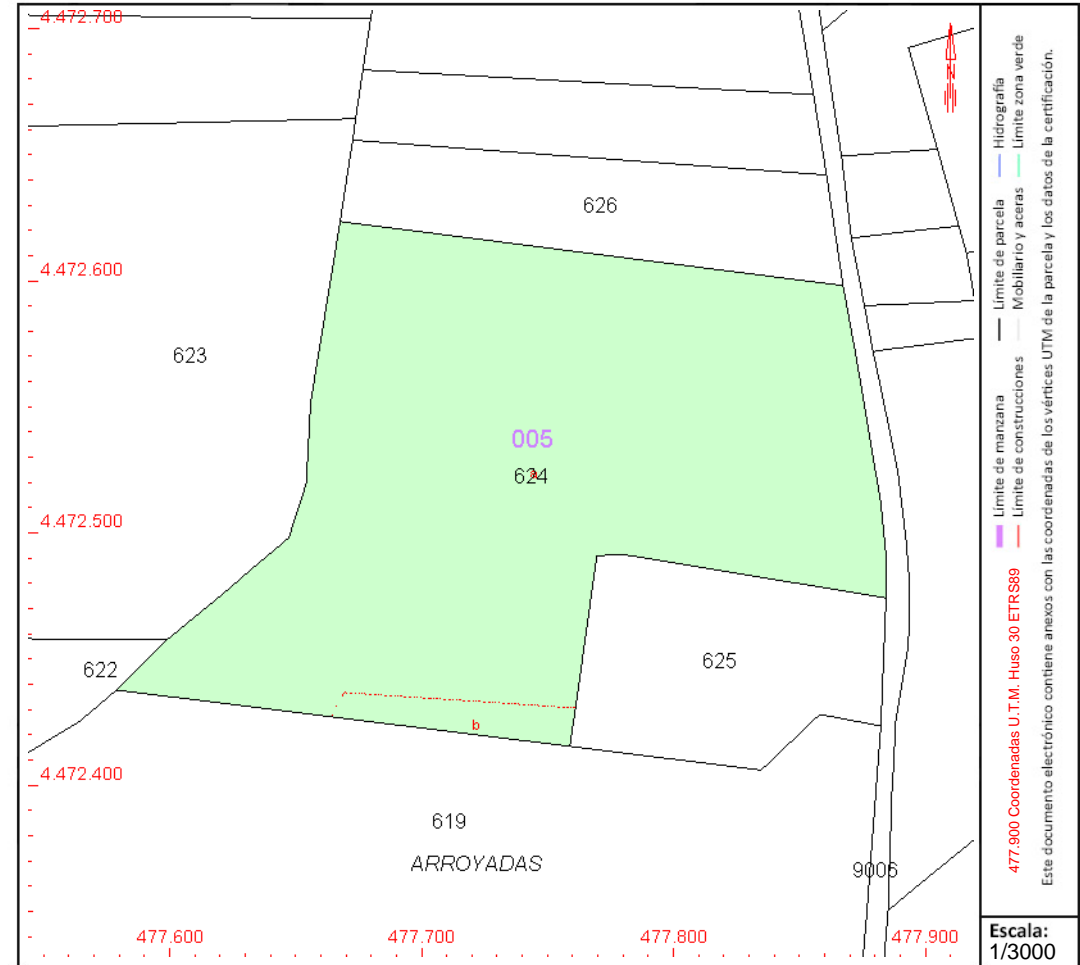 4.472.700
626
4.472.600
623
005
624
a
4.472.500
625
622
b
4.472.400
619
ARROYADAS
9006
477.600
477.700
477.800
477.900
N
Límite de manzana
Límite de parcela
Hidrografía
Límite de construcciones
Mobiliario y aceras
Límite zona verde
477.900 Coordenadas U.T.M. Huso 30 ETRS89
Este documento electrónico contiene anexos con las coordenadas de los vértices UTM de la parcela y los datos de la certificación.
Escala:
1/3000